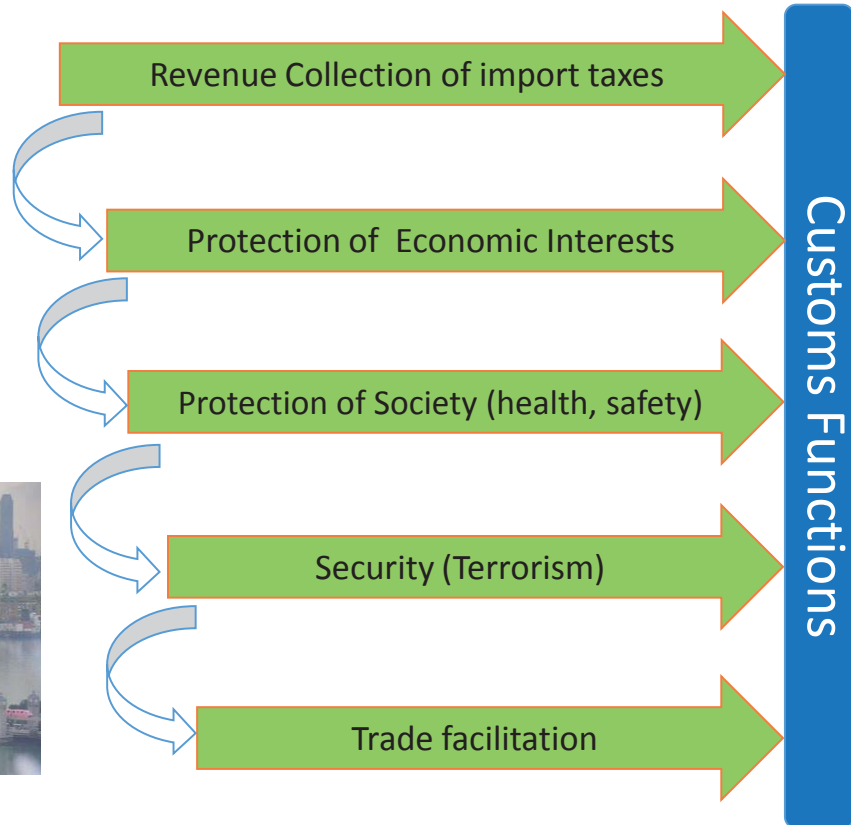 Revenue Collection of import taxes
Protection of Economic Interests
Protection of Society (health, safety)
Security (Terrorism)
Trade facilitation
Customs Functions